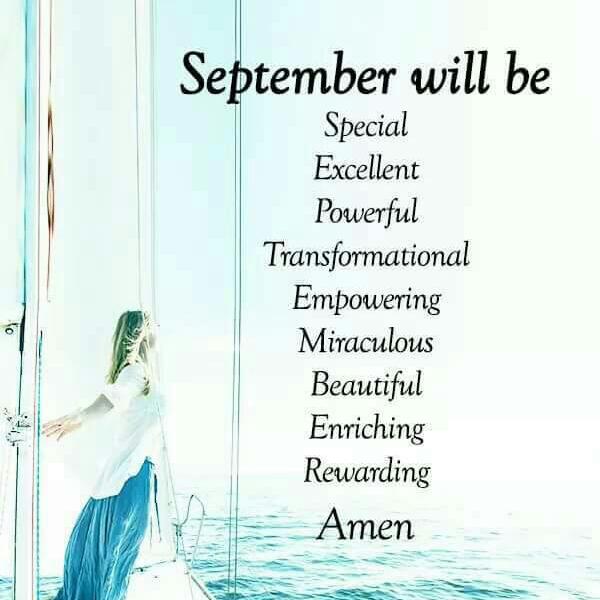 September will be
Special
Excellent
Powerful
Transformational
Empowering
Miraculous
Beautiful
Enriching
Rewarding
Amen